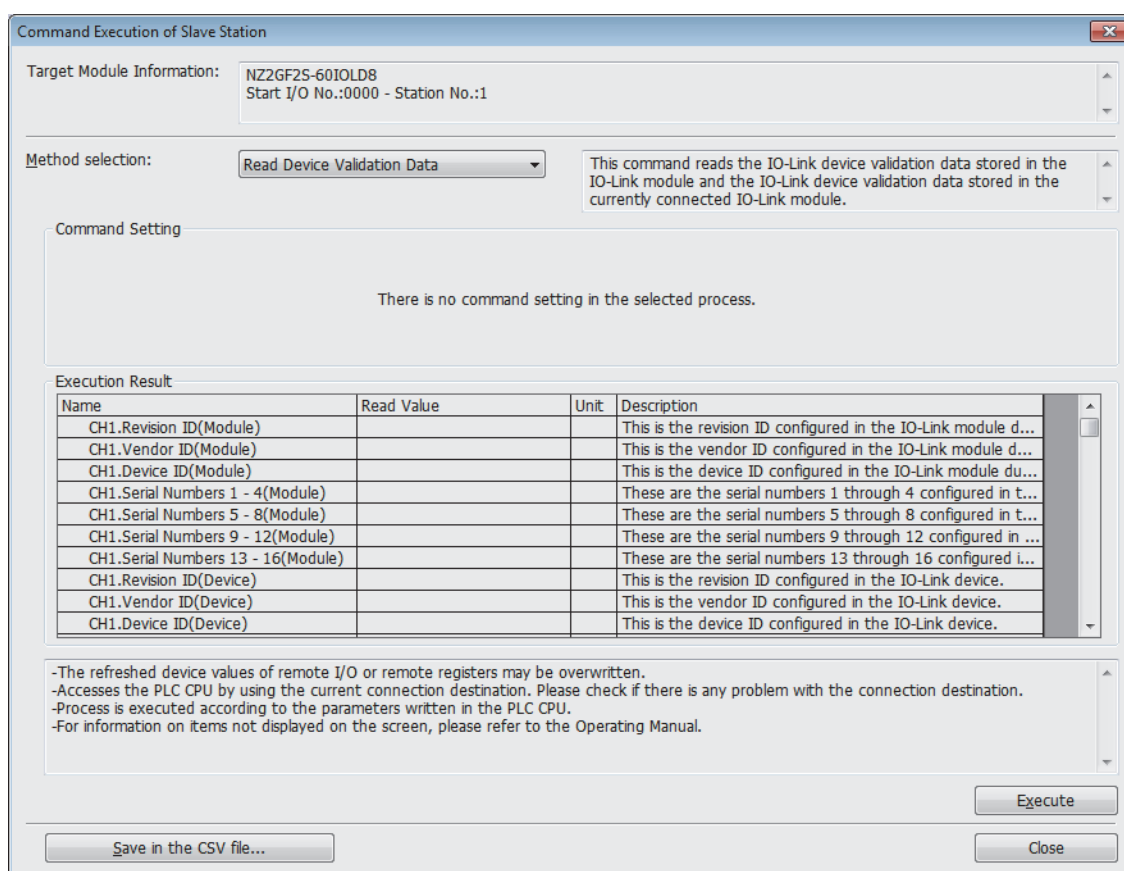 Command Execution of Slave Station
Target Module Information:
NZ2GF2S-60IOLD8
Start I/O No.:0000 - Station No.:1
Method selection:
Read Device Validation Data
This command reads the IO-Link device validation data stored in the
IO-Link module and the IO-Link device validation data stored in the
currently connected IO-Link module.
Command Setting
There is no command setting in the selected process.
Execution Result
Name Read Value Unit Description
CH1.Revision ID(Module) This is the revision ID configured in the IO-Link module d...
CH1.Vendor ID(Module) This is the vendor ID configured in the IO-Link module d...
CH1.Device ID(Module) This is the device ID configured in the IO-Link module du...
CH1.Serial Numbers 1 - 4(Module) These are the serial numbers 1 through 4 configured in t...
CH1.Serial Numbers 5 - 8(Module) These are the serial numbers 5 through 8 configured in t...
CH1.Serial Numbers 9 - 12(Module) These are the serial numbers 9 through 12 configured in ...
CH1.Serial Numbers 13 - 16(Module) These are the serial numbers 13 through 16 configured i...
CH1.Revision ID(Device) This is the revision ID configured in the IO-Link device.
CH1.Vendor ID(Device) This is the vendor ID configured in the IO-Link device.
CH1.Device ID(Device) This is the device ID configured in the IO-Link device.
-The refreshed device values of remote I/O or remote registers may be overwritten.
-Accesses the PLC CPU by using the current connection destination. Please check if there is any problem with the connection destination.
-Process is executed according to the parameters written in the PLC CPU.
-For information on items not displayed on the screen, please refer to the Operating Manual.
Execute
Save in the CSV file...
Close